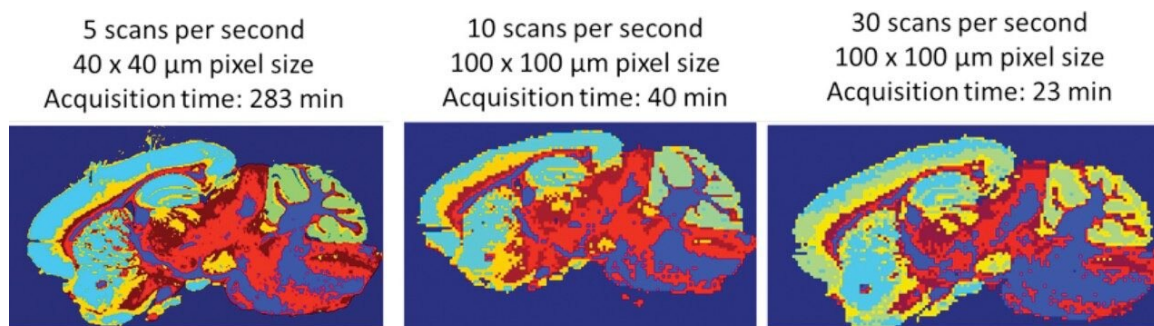 5 scans per second
40 x 40 µm pixel size
Acquisition time: 283 min
10 scans per second
100 x 100 µm pixel size
Acquisition time: 40 min
30 scans per second
100 x 100 µm pixel size
Acquisition time: 23 min